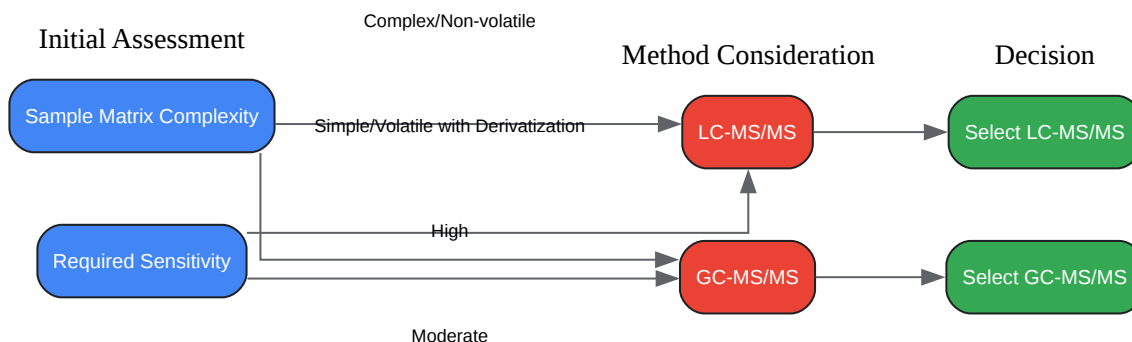 Complex/Non-volatile
Initial Assessment
Method Consideration
Decision
Sample Matrix Complexity
Simple/Volatile with Derivatization
LC-MS/MS
Select LC-MS/MS
High
Required Sensitivity
GC-MS/MS
Select GC-MS/MS
Moderate